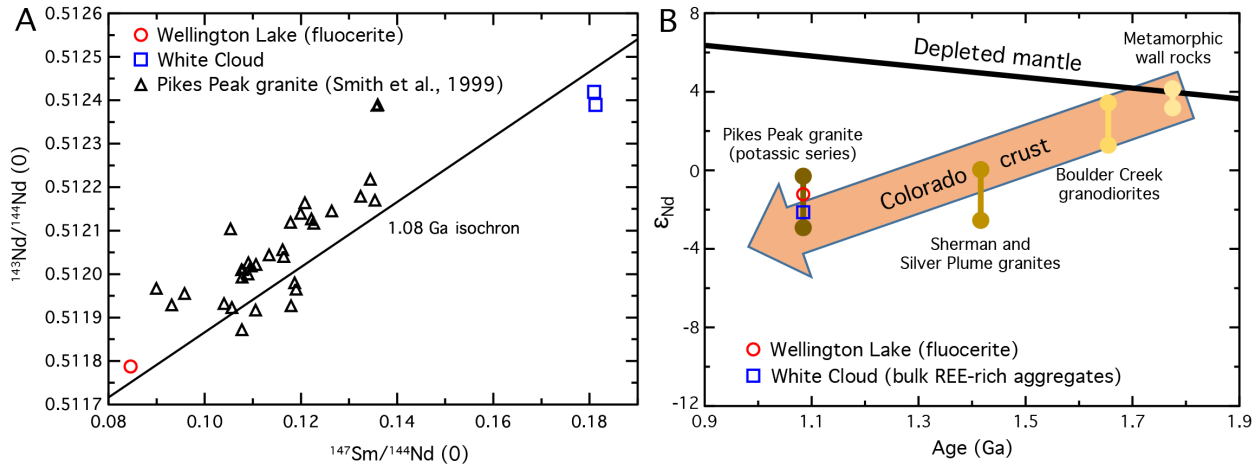 A
0.5126
0.5125
0.5124
0.5123
0.5122
0.5121
0.5120
0.5119
0.5118
0.5117
¹⁴³Nd/¹⁴⁴Nd (0)
Wellington Lake (fluocerite)
White Cloud
Pikes Peak granite (Smith et al., 1999)
1.08 Ga isochron
0.08
0.10
0.12
0.14
0.16
0.18
¹⁴⁷Sm/¹⁴⁴Nd (0)
B
8
4
0
-4
-8
-12
εNd
Depleted mantle
Metamorphic
wall rocks
Pikes Peak granite
(potassic series)
Colorado crust
Boulder Creek
granodiorites
Sherman and
Silver Plume granites
Wellington Lake (fluocerite)
White Cloud (bulk REE-rich aggregates)
0.9
1.1
1.3
1.5
1.7
1.9
Age (Ga)